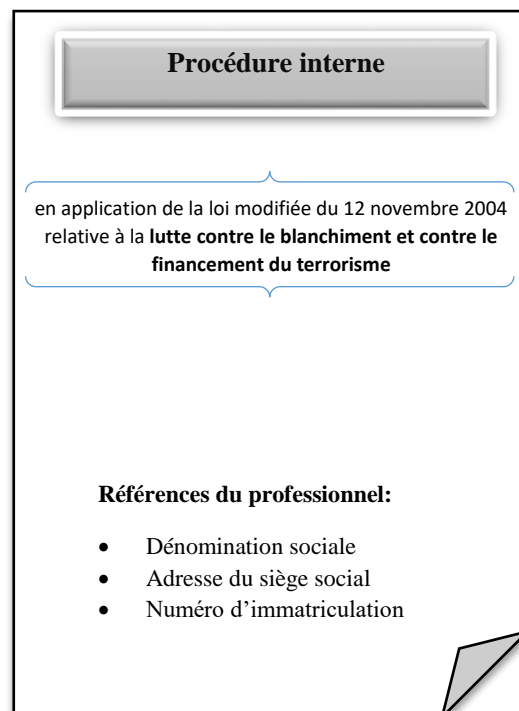 Procédure interne
en application de la loi modifiée du 12 novembre 2004
relative à la lutte contre le blanchiment et contre le
financement du terrorisme
Références du professionnel:
• Dénomination sociale
• Adresse du siège social
• Numéro d’immatriculation